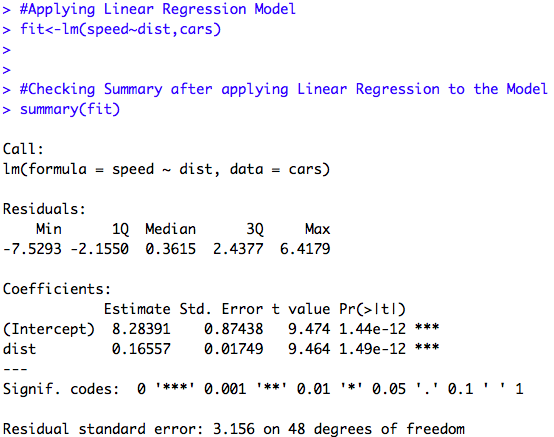 > #Applying Linear Regression Model
> fit<-lm(speed~dist,cars)
>
>
> #Checking Summary after applying Linear Regression to the Model
> summary(fit)
Call:
lm(formula = speed ~ dist, data = cars)
Residuals:
    Min      1Q  Median      3Q     Max
-7.5293 -2.1550  0.3615  2.4377  6.4179
Coefficients:
            Estimate Std. Error t value Pr(>|t|)
(Intercept)  8.28391    0.87438   9.474 1.44e-12 ***
dist         0.16557    0.01749   9.464 1.49e-12 ***
---
Signif. codes:  0 '***' 0.001 '**' 0.01 '*' 0.05 '.' 0.1 ' ' 1
Residual standard error: 3.156 on 48 degrees of freedom